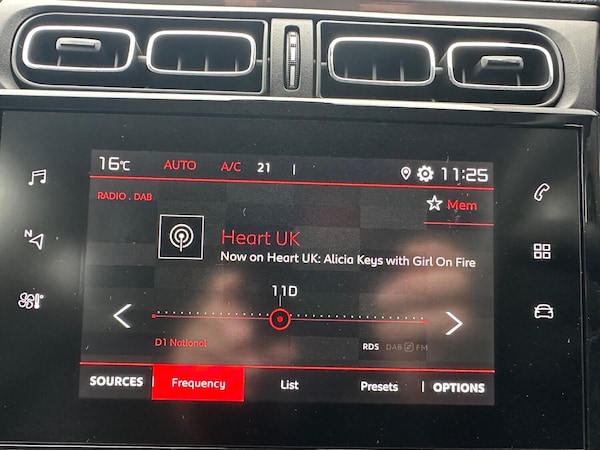 16°C AUTO A/C 21 | 11:25
RADIO . DAB
Mem
Heart UK
Now on Heart UK: Alicia Keys with Girl On Fire
11D
N
D1 National
RDS DAB FM
SOURCES Frequency List Presets OPTIONS